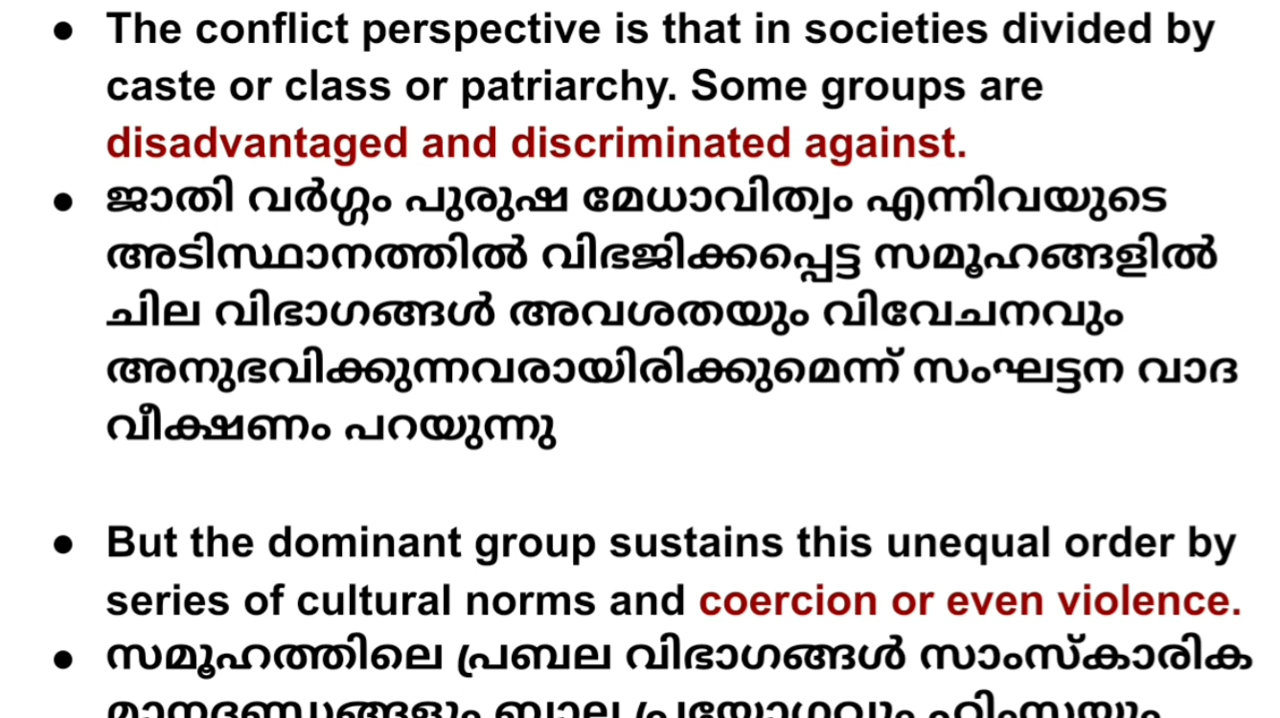 ● The conflict perspective is that in societies divided by
caste or class or patriarchy. Some groups are
disadvantaged and discriminated against.
● ജാതി വർഗ്ഗം പുരുഷ മേധാവിത്വം എന്നിവയുടെ
അടിസ്ഥാനത്തിൽ വിഭജിക്കപ്പെട്ട സമൂഹങ്ങളിൽ
ചില വിഭാഗങ്ങൾ അവശതയും വിവേചനവും
അനുഭവിക്കുന്നവരായിരിക്കുമെന്ന് സംഘട്ടന വാദ
വീക്ഷണം പറയുന്നു
● But the dominant group sustains this unequal order by
series of cultural norms and coercion or even violence.
● സമൂഹത്തിലെ പ്രബല വിഭാഗങ്ങൾ സാംസ്കാരിക